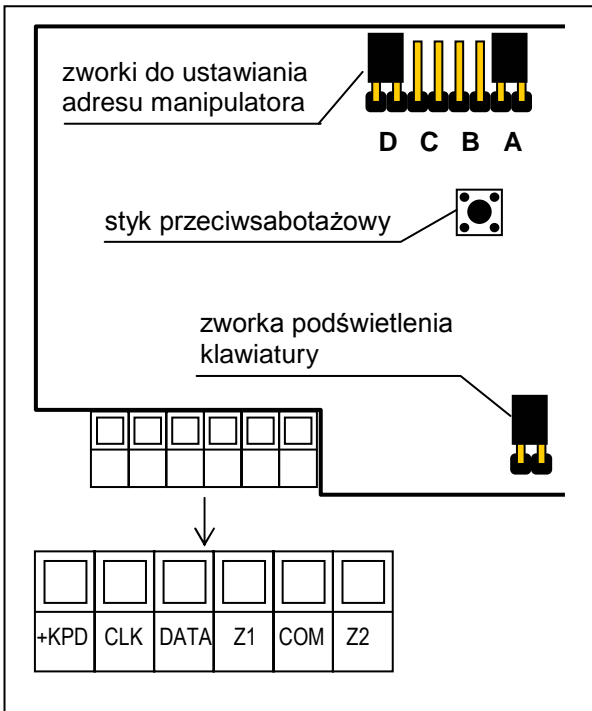 zworki do ustawiania
adresu manipulatora
D C B A
styk przeciwsabotażowy
zworka podświetlenia
klawiatury
+KPD CLK DATA Z1 COM Z2